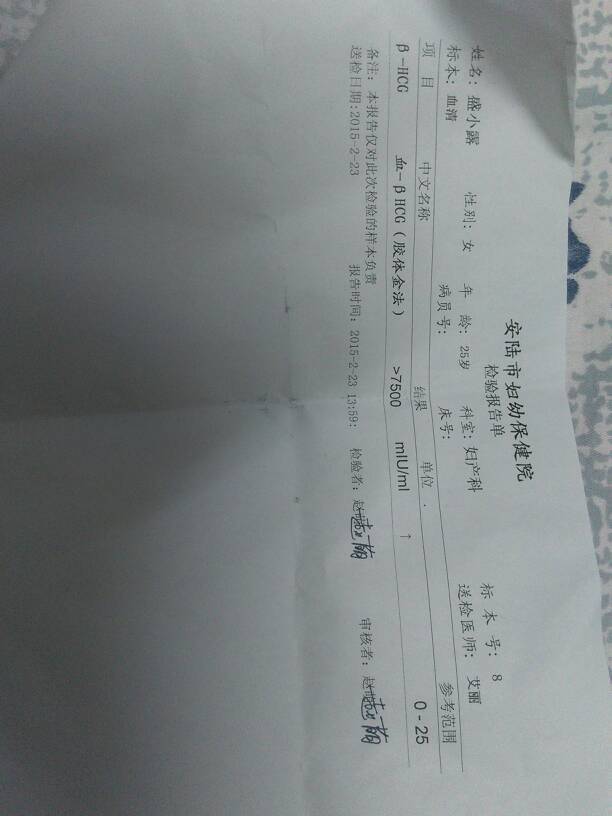 安陆市妇幼保健院
检验报告单
标 本 号: 8
姓名: 盛小露 性别: 女 年 龄: 25岁 科室: 妇产科 送检医师: 艾丽
标本: 血清 病员号: 床号:
项 目 中文名称 结果 单位. 参考范围
β-HCG 血-βHCG(胶体金法) >7500 mIU/ml ↑ 0-25
备注: 本报告仅对此次检验的样本负责
送检日期:2015-2-23 报告时间: 2015-2-23 13:59: 检验者: 赵 审核者: 赵